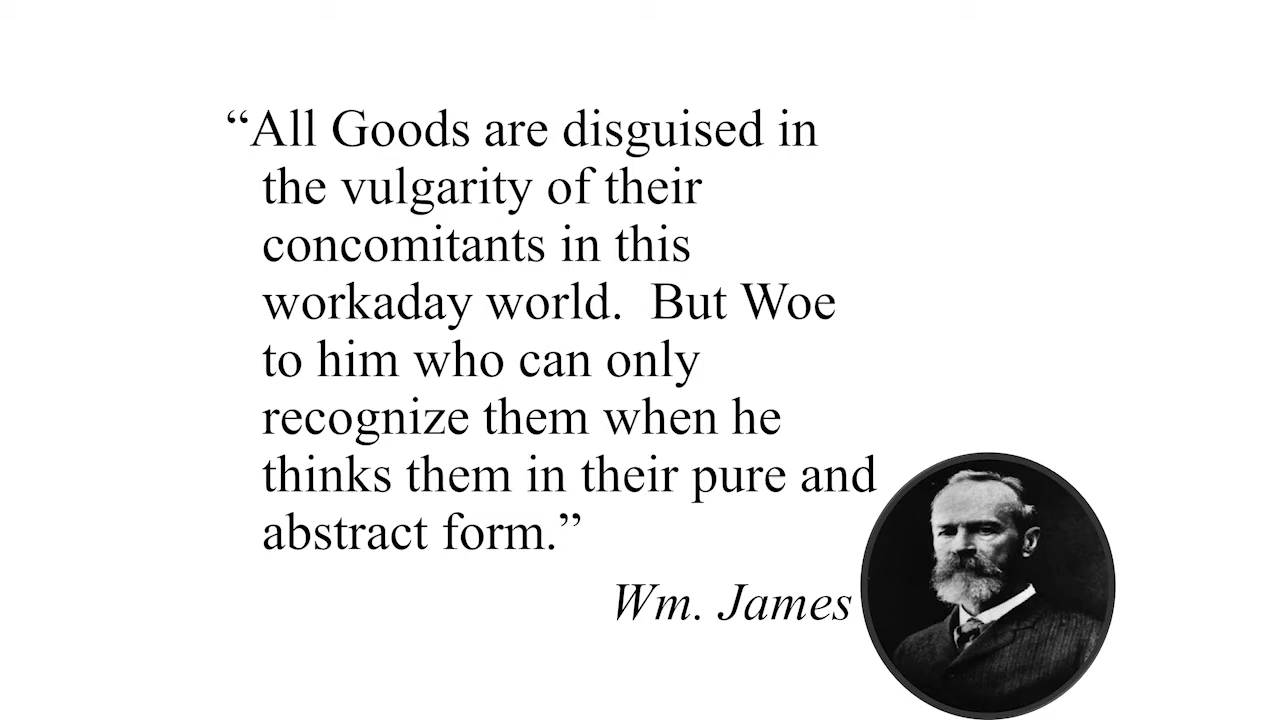 “All Goods are disguised in
the vulgarity of their
concomitants in this
workaday world.  But Woe
to him who can only
recognize them when he
thinks them in their pure and
abstract form.”
Wm. James